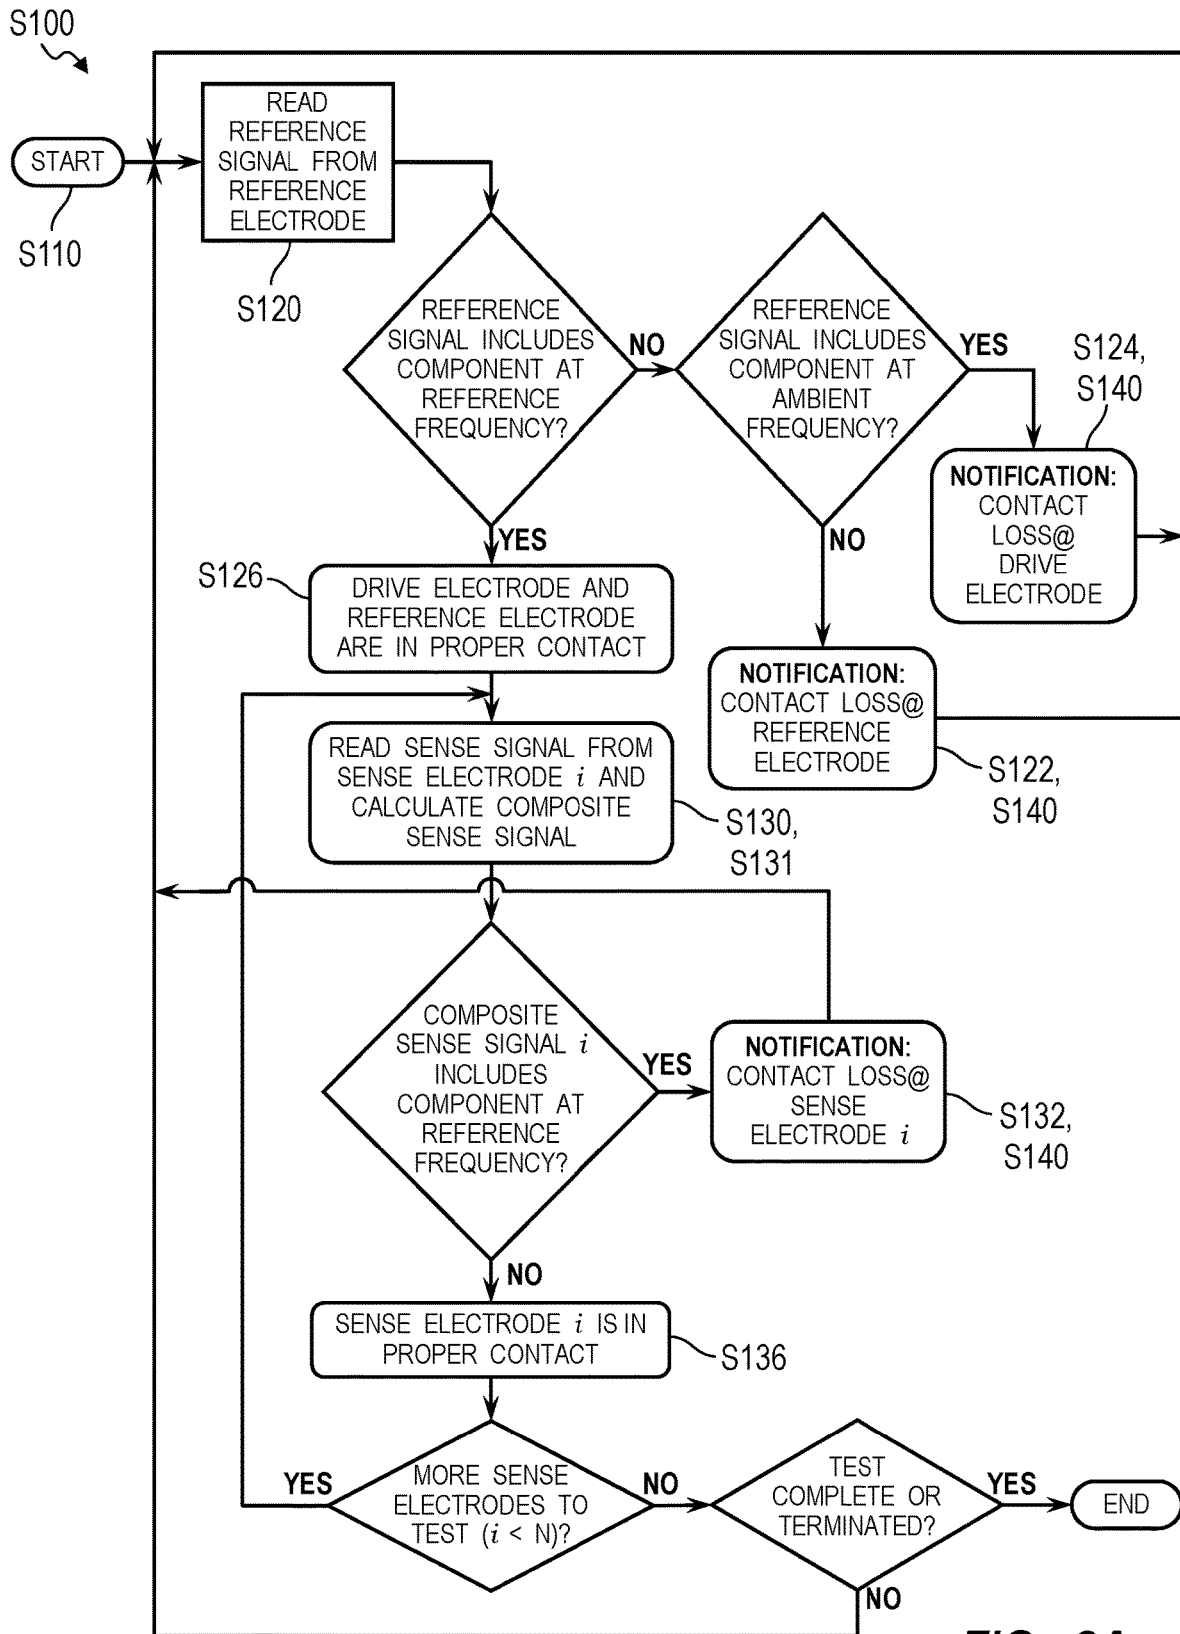 S100
START
S110
READ
REFERENCE
SIGNAL FROM
REFERENCE
ELECTRODE
S120
REFERENCE
SIGNAL INCLUDES
COMPONENT AT
REFERENCE
FREQUENCY?
NO
REFERENCE
SIGNAL INCLUDES
COMPONENT AT
AMBIENT
FREQUENCY?
YES
S124,
S140
NOTIFICATION:
CONTACT
LOSS@
DRIVE
ELECTRODE
YES
NO
S126
DRIVE ELECTRODE AND
REFERENCE ELECTRODE
ARE IN PROPER CONTACT
NOTIFICATION:
CONTACT LOSS@
REFERENCE
ELECTRODE
S122,
S140
READ SENSE SIGNAL FROM
SENSE ELECTRODE i AND
CALCULATE COMPOSITE
SENSE SIGNAL
S130,
S131
COMPOSITE
SENSE SIGNAL i
INCLUDES
COMPONENT AT
REFERENCE
FREQUENCY?
YES
NOTIFICATION:
CONTACT LOSS@
SENSE
ELECTRODE i
S132,
S140
NO
SENSE ELECTRODE i IS IN
PROPER CONTACT
S136
YES
MORE SENSE
ELECTRODES TO
TEST (i < N)?
NO
TEST
COMPLETE OR
TERMINATED?
YES
END
NO